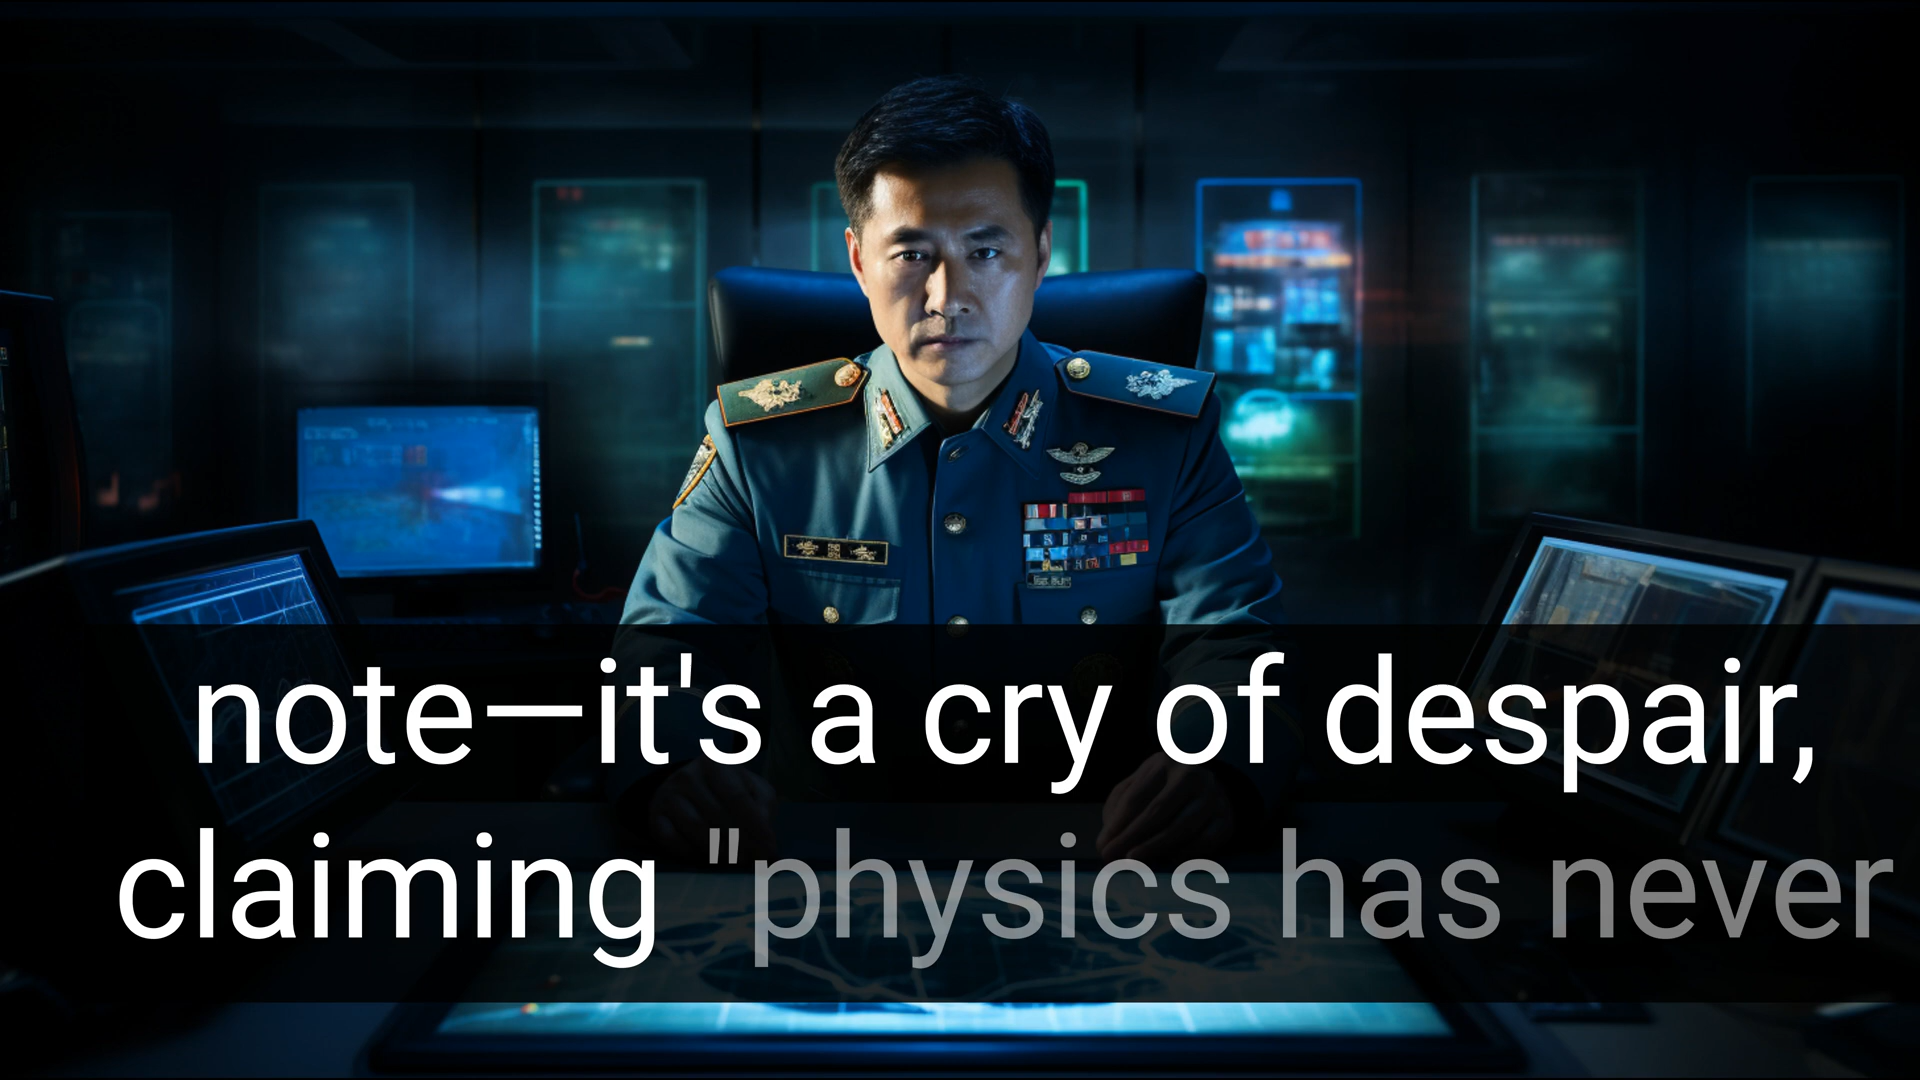 note—it's a cry of despair,
claiming "physics has never